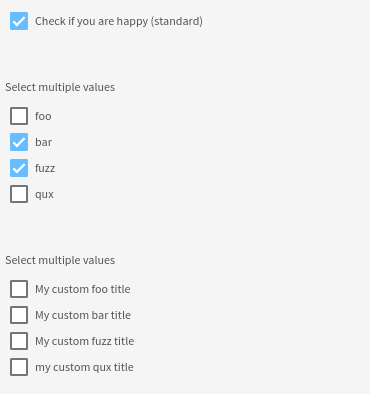 Check if you are happy (standard)
Select multiple values
foo
bar
fuzz
qux
Select multiple values
My custom foo title
My custom bar title
My custom fuzz title
my custom qux title